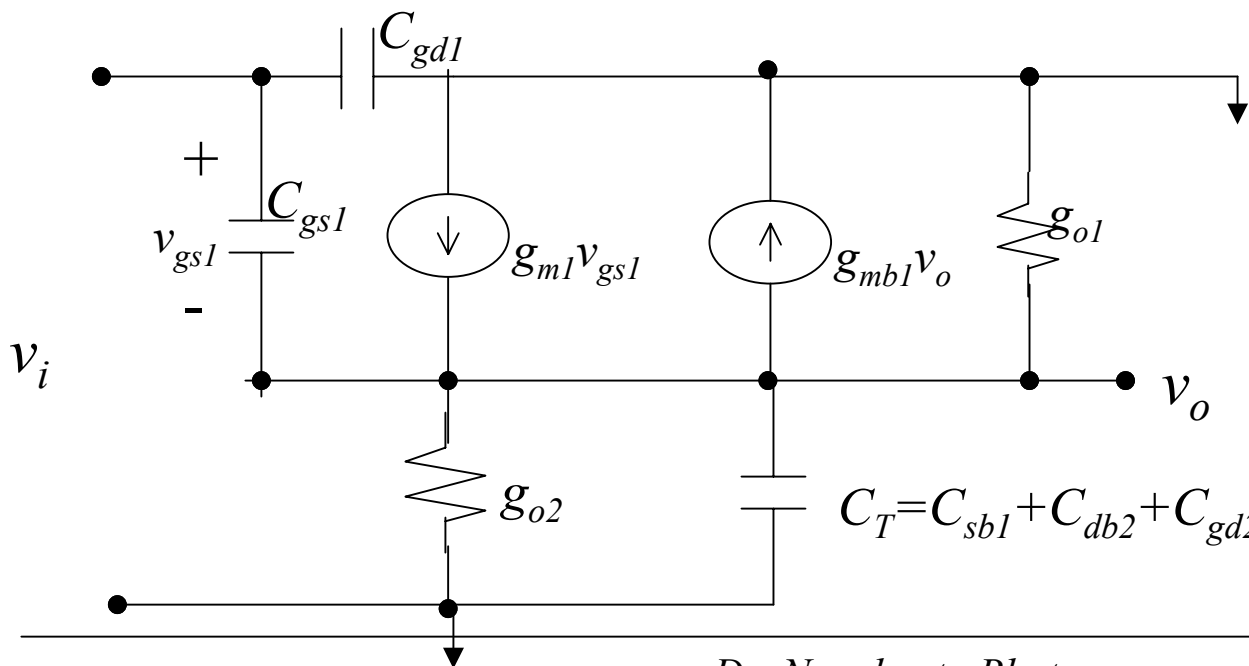 C_gd1
+
C_gs1
v_gs1
-
g_m1v_gs1
g_mb1v_o
g_o1
v_i
v_o
g_o2
C_T=C_sb1+C_db2+C_gd2